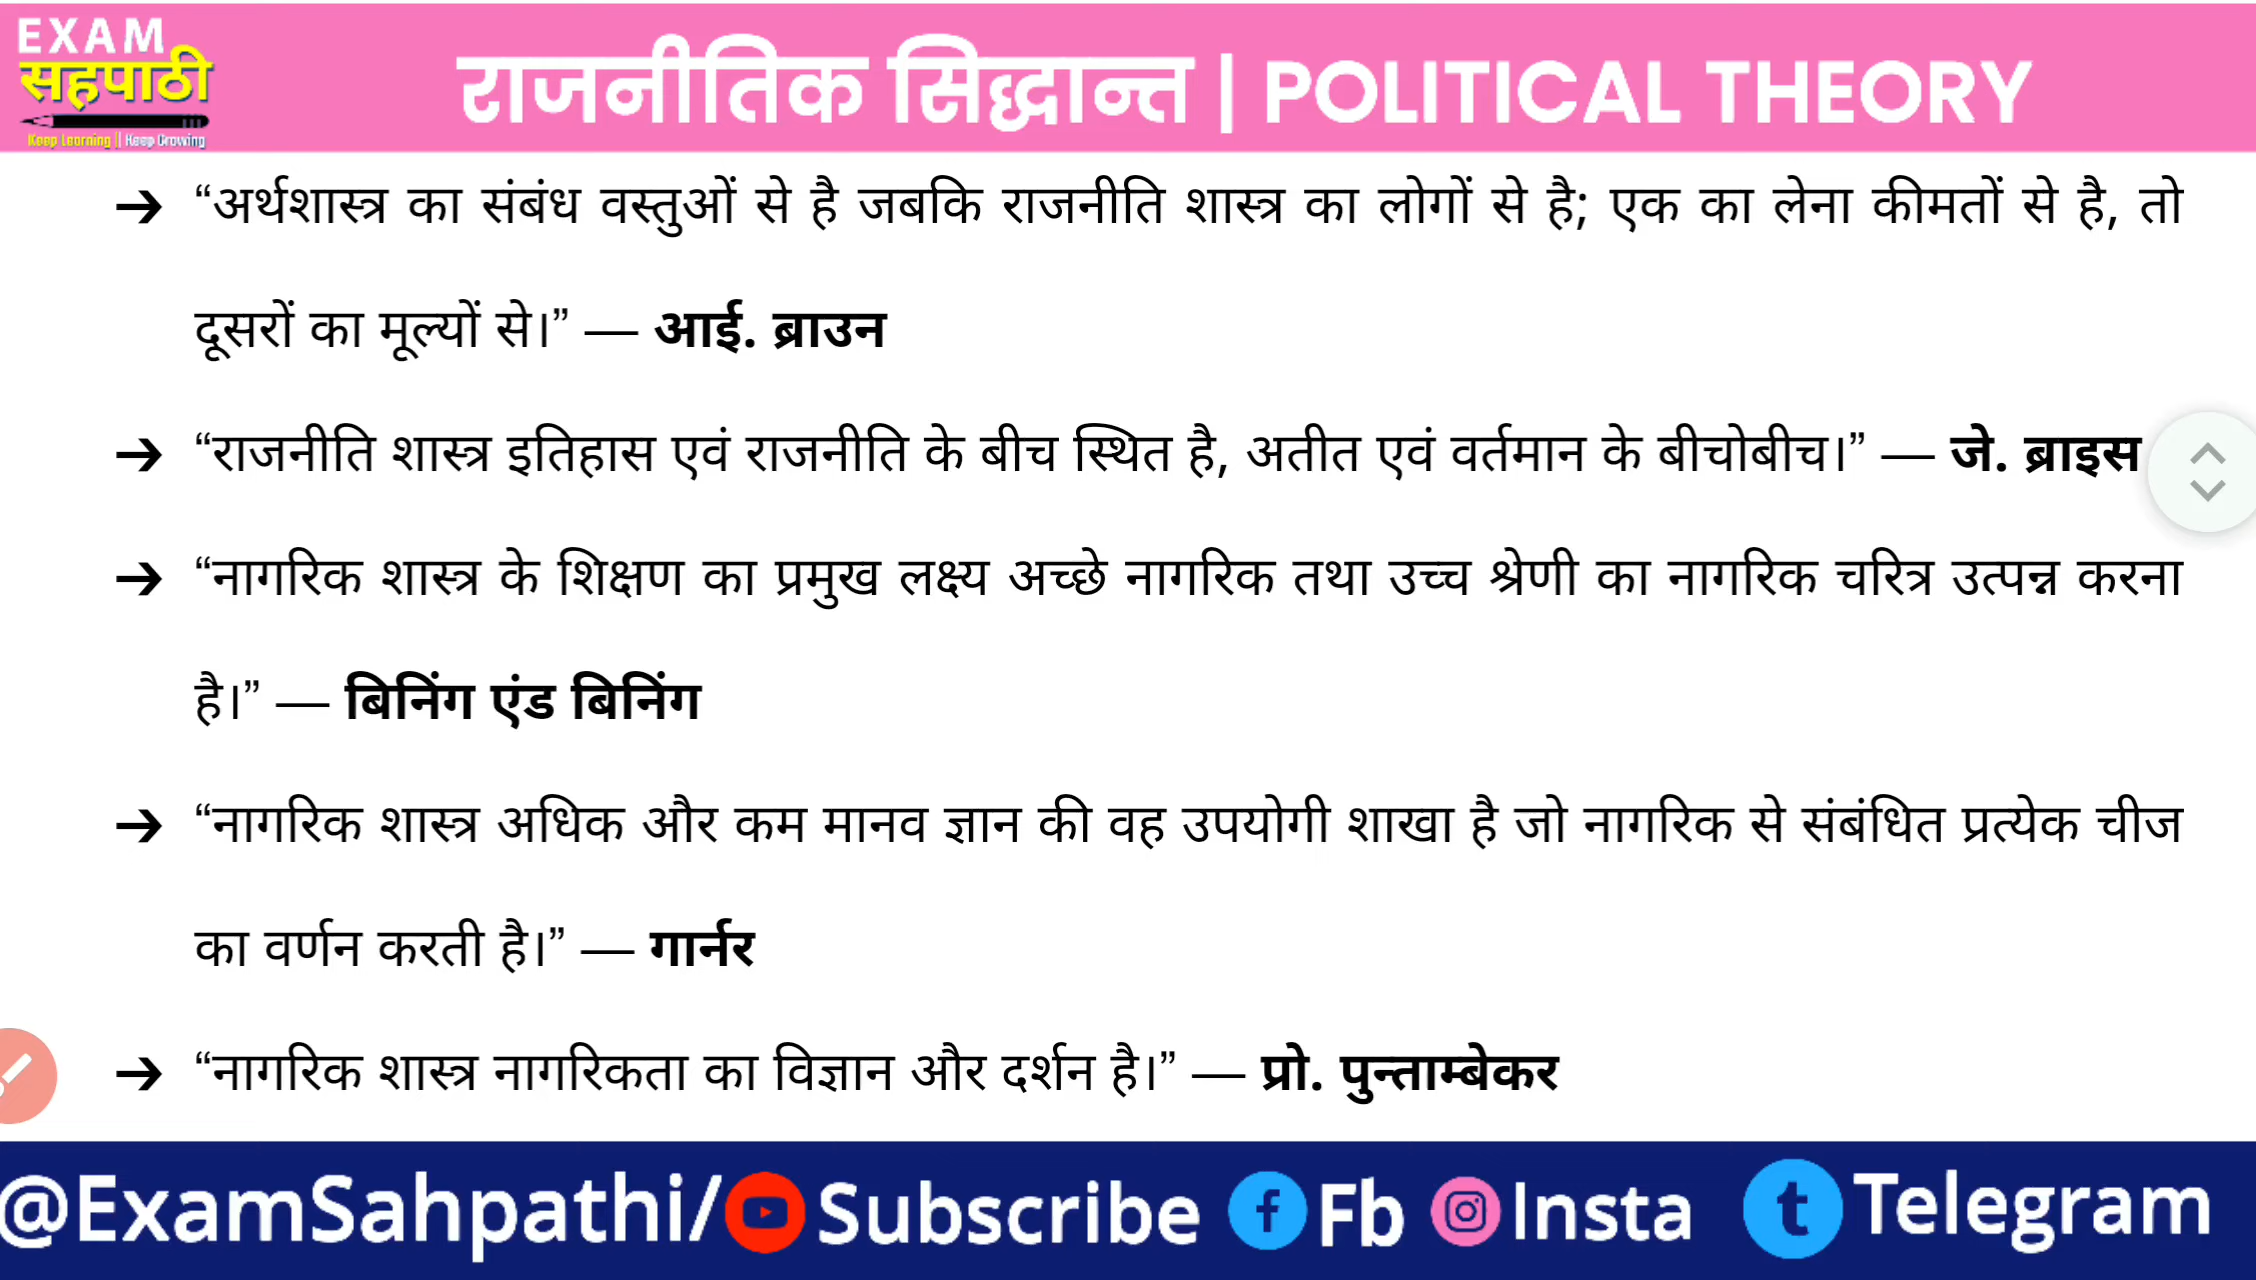 EXAM
सहपाठी
Keep Learning || Keep Growing
राजनीतिक सिद्धान्त | POLITICAL THEORY
➔ “अर्थशास्त्र का संबंध वस्तुओं से है जबकि राजनीति शास्त्र का लोगों से है; एक का लेना कीमतों से है, तो
दूसरों का मूल्यों से।” — आई. ब्राउन
➔ “राजनीति शास्त्र इतिहास एवं राजनीति के बीच स्थित है, अतीत एवं वर्तमान के बीचोबीच।” — जे. ब्राइस
➔ “नागरिक शास्त्र के शिक्षण का प्रमुख लक्ष्य अच्छे नागरिक तथा उच्च श्रेणी का नागरिक चरित्र उत्पन्न करना
है।” — बिनिंग एंड बिनिंग
➔ “नागरिक शास्त्र अधिक और कम मानव ज्ञान की वह उपयोगी शाखा है जो नागरिक से संबंधित प्रत्येक चीज
का वर्णन करती है।” — गार्नर
➔ “नागरिक शास्त्र नागरिकता का विज्ञान और दर्शन है।” — प्रो. पुन्ताम्बेकर
@ExamSahpathi/ Subscribe f Fb Insta t Telegram